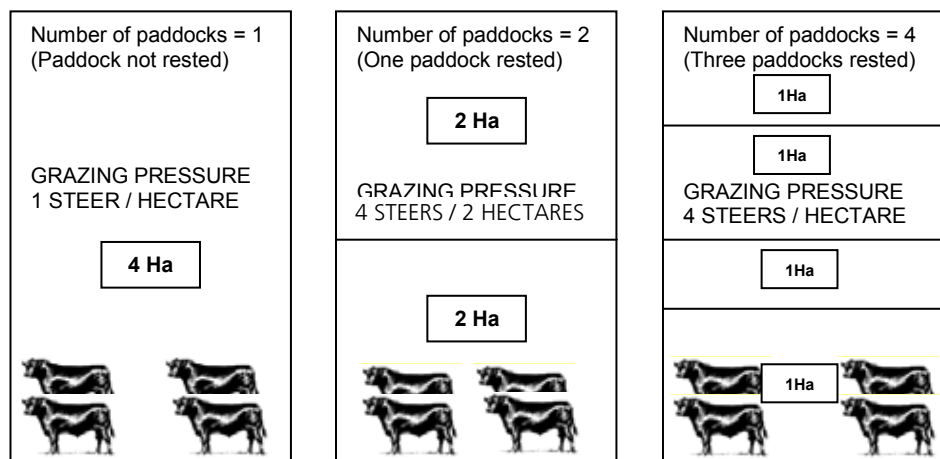 Number of paddocks = 1
(Paddock not rested)
GRAZING PRESSURE
1 STEER / HECTARE
4 Ha
Number of paddocks = 2
(One paddock rested)
2 Ha
GRAZING PRESSURE
4 STEERS / 2 HECTARES
2 Ha
Number of paddocks = 4
(Three paddocks rested)
1Ha
1Ha
GRAZING PRESSURE
4 STEERS / HECTARE
1Ha
1Ha